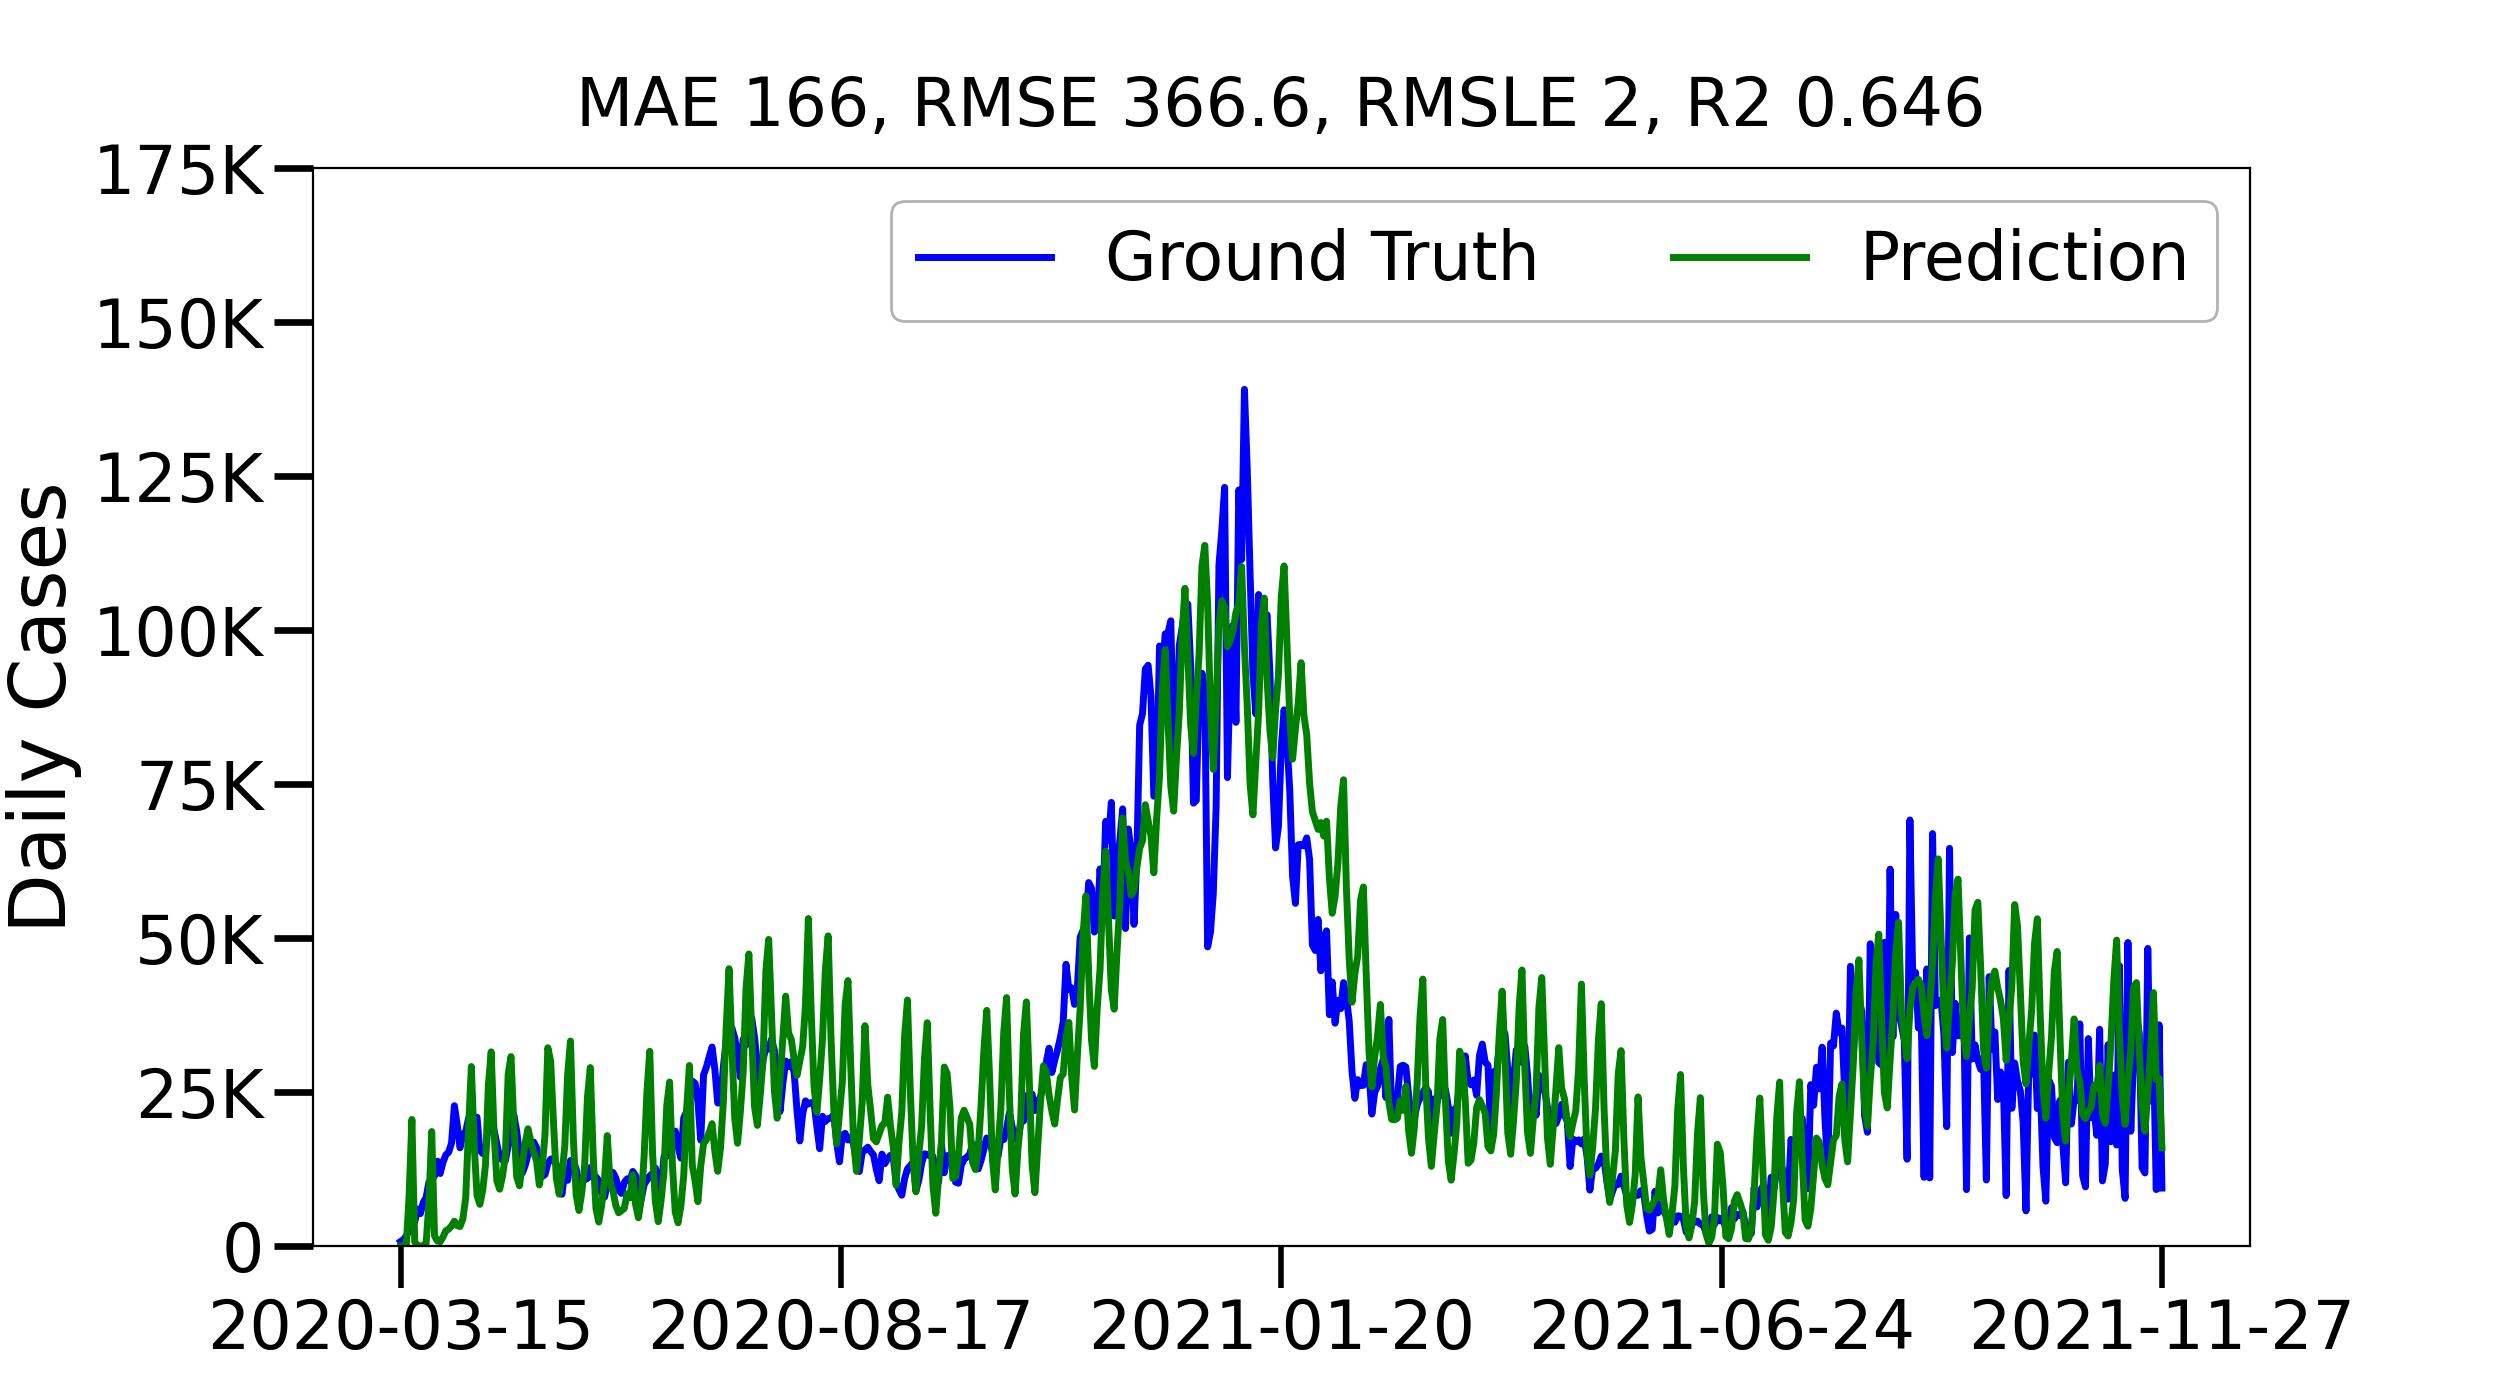 MAE 166, RMSE 366.6, RMSLE 2, R2 0.646
175K
150K
125K
100K
75K
50K
25K
0
Daily Cases
Ground Truth Prediction
2020-03-15 2020-08-17 2021-01-20 2021-06-24 2021-11-27